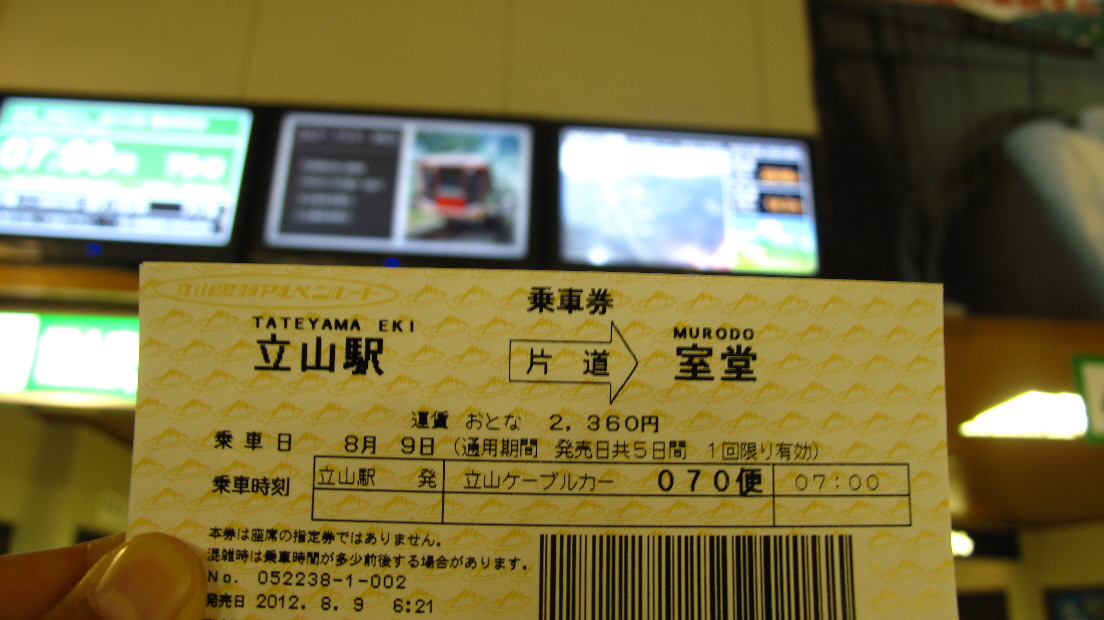 07:00
立山黒部アルペンルート
乗車券
TATEYAMA EKI
立山駅
片道
MURODO
室堂
運賃 おとな 2,360円
乗車日 8月 9日 (通用期間 発売日共5日間 1回限り有効)
乗車時刻 立山駅 発 立山ケーブルカー 070便 07:00
本券は座席の指定券ではありません。
混雑時は乗車時間が多少前後する場合があります。
No. 052238-1-002
発売日 2012. 8. 9 6:21